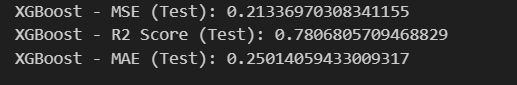 XGBoost - MSE (Test): 0.21336970308341155
XGBoost - R2 Score (Test): 0.7806805709468829
XGBoost - MAE (Test): 0.25014059433009317